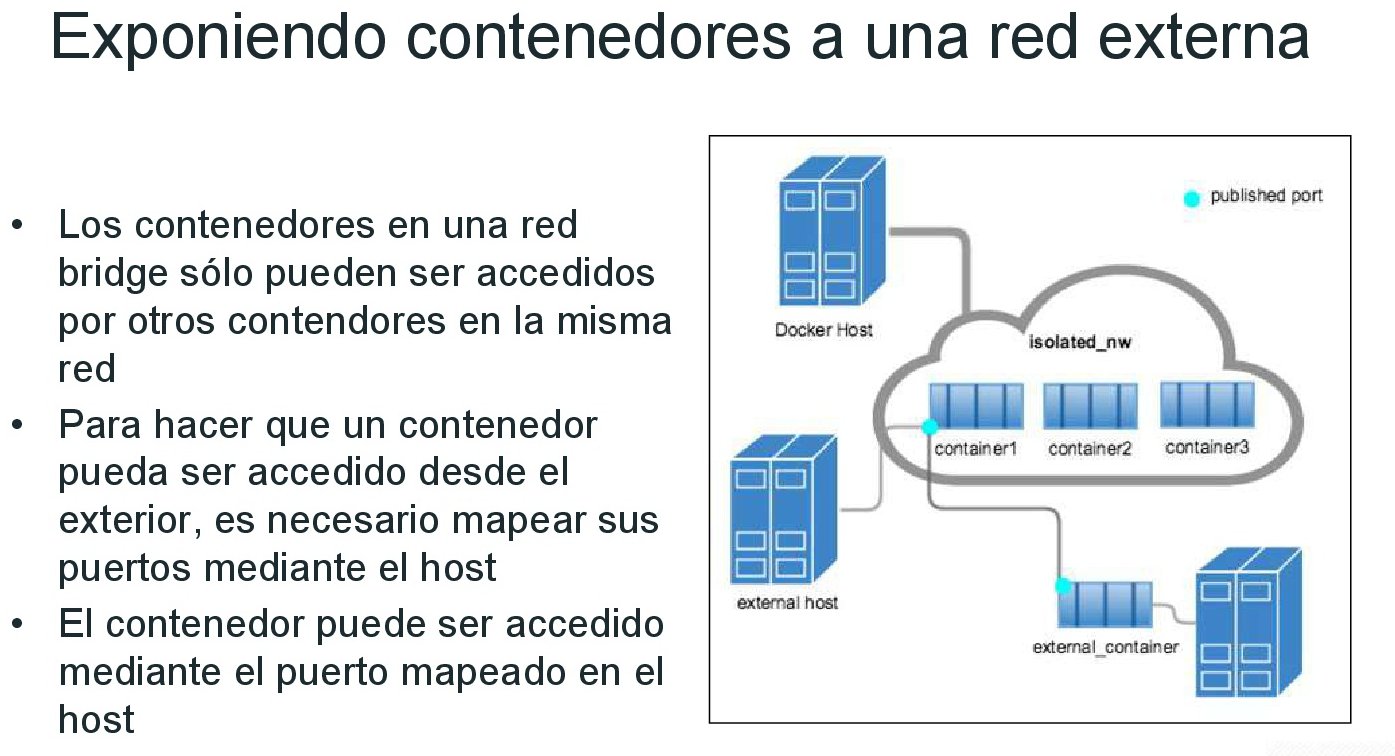 Exponiendo contenedores a una red externa
• Los contenedores en una red
bridge sólo pueden ser accedidos
por otros contendores en la misma
red
• Para hacer que un contenedor
pueda ser accedido desde el
exterior, es necesario mapear sus
puertos mediante el host
• El contenedor puede ser accedido
mediante el puerto mapeado en el
host
published port
Docker Host
isolated_nw
container1
container2
container3
external host
external_container